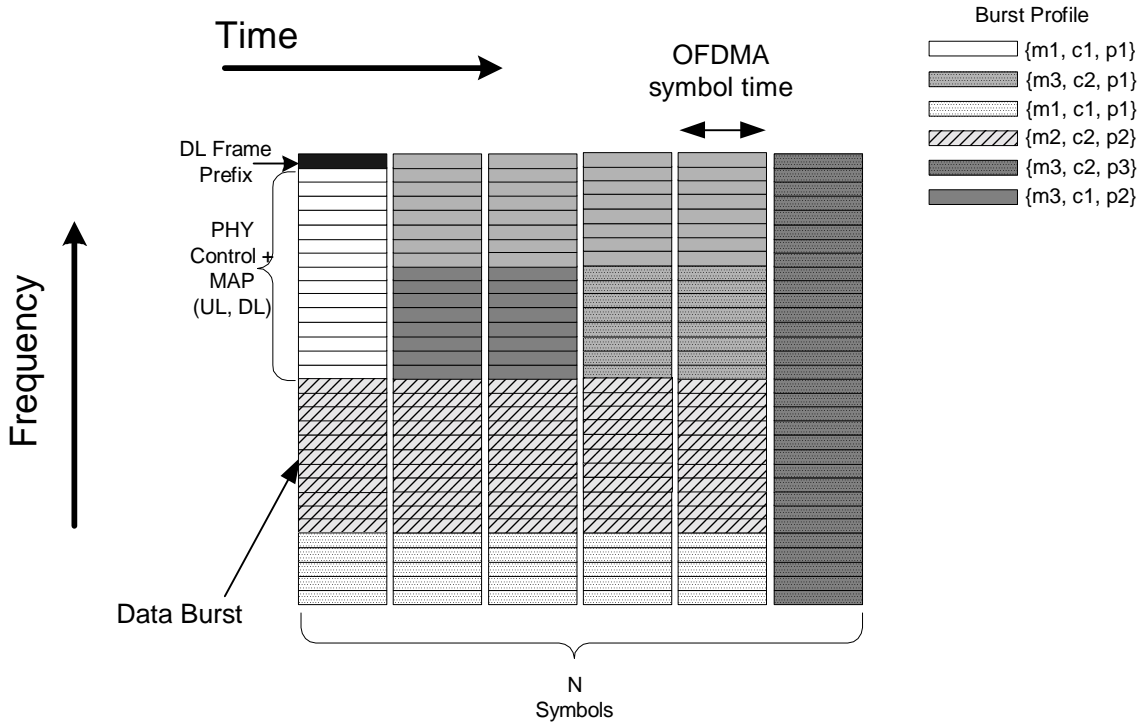 Time
OFDMA
symbol time
Burst Profile
{m1, c1, p1}
{m3, c2, p1}
{m1, c1, p1}
{m2, c2, p2}
{m3, c2, p3}
{m3, c1, p2}
DL Frame
Prefix
PHY
Control +
MAP
(UL, DL)
Frequency
Data Burst
N
Symbols